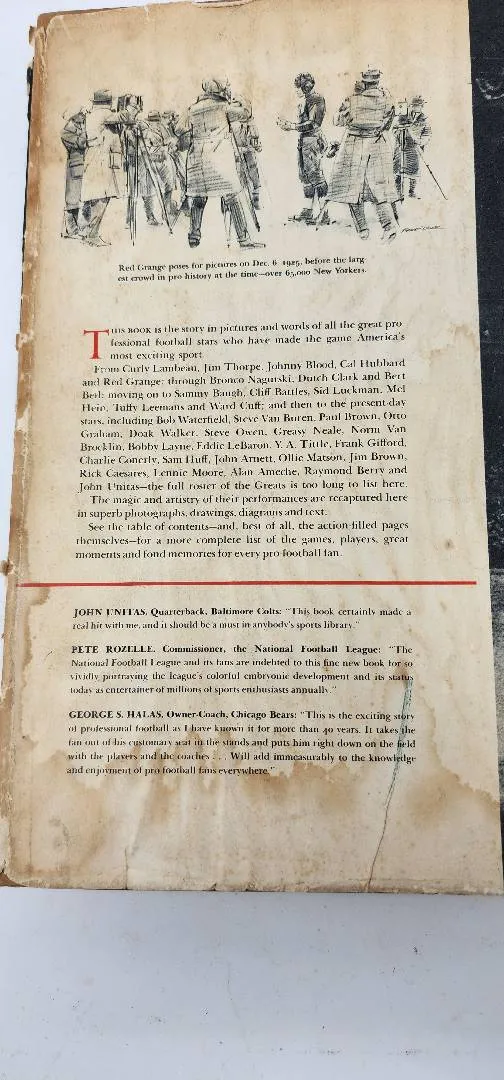 Red Grange poses for pictures on Dec. 6 1925, before the larg-
est crowd in pro history at the time—over 65,000 New Yorkers.
THIS BOOK is the story in pictures and words of all the great pro
fessional football stars who have made the game America's
most exciting sport
From Curly Lambeau, Jim Thorpe, Johnny Blood, Cal Hubbard
and Red Grange; through Bronco Nagurski, Dutch Clark and Bert
Bell; moving on to Sammy Baugh, Cliff Battles, Sid Luckman, Mel
Hein, Tuffy Leemans and Ward Cuff; and then to the present-day
stars, including Bob Waterfield, Steve Van Buren, Paul Brown, Otto
Graham, Doak Walker, Steve Owen, Greasy Neale, Norm Van
Brocklin, Bobby Layne, Eddie LeBaron, Y. A. Tittle, Frank Gifford,
Charlie Conerly, Sam Huff, John Arnett, Ollie Matson, Jim Brown,
Rick Caesares, Lennie Moore, Alan Ameche, Raymond Berry and
John Unitas—the full roster of the Greats is too long to list here.
The magic and artistry of their performances are recaptured here
in superb photographs, drawings, diagrams and text.
See the table of contents—and, best of all, the action-filled pages
themselves—for a more complete list of the games, players, great
moments and fond memories for every pro football fan.
JOHN UNITAS, Quarterback, Baltimore Colts: "This book certainly made a
real hit with me, and it should be a must in anybody's sports library."
PETE ROZELLE, Commissioner, the National Football League: "The
National Football League and its fans are indebted to this fine new book for so
vividly portraying the league's colorful embryonic development and its status
today as entertainer of millions of sports enthusiasts annually."
GEORGE S. HALAS, Owner-Coach, Chicago Bears: "This is the exciting story
of professional football as I have known it for more than 40 years. It takes the
fan out of his customary seat in the stands and puts him right down on the field
with the players and the coaches . . . Will add immeasurably to the knowledge
and enjoyment of pro football fans everywhere."